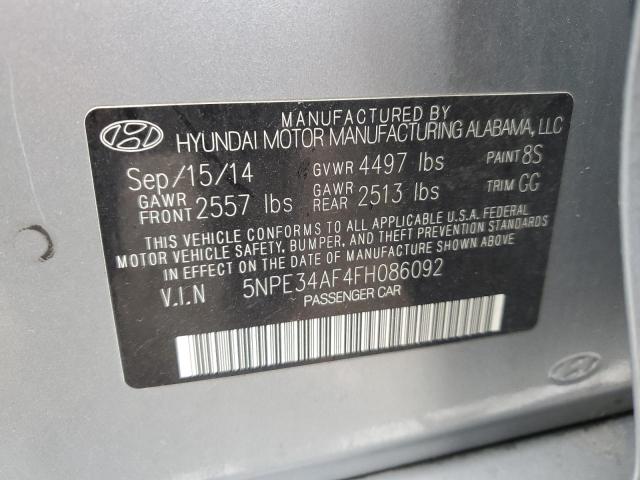 MANUFACTURED BY
HYUNDAI MOTOR MANUFACTURING ALABAMA, LLC
Sep/15/14 GVWR 4497 lbs PAINT 8S
GAWR FRONT 2557 lbs GAWR REAR 2513 lbs TRIM GG
THIS VEHICLE CONFORMS TO ALL APPLICABLE U.S.A. FEDERAL
MOTOR VEHICLE SAFETY, BUMPER, AND THEFT PREVENTION STANDARDS
IN EFFECT ON THE DATE OF MANUFACTURE SHOWN ABOVE
V.I.N 5NPE34AF4FH086092
PASSENGER CAR